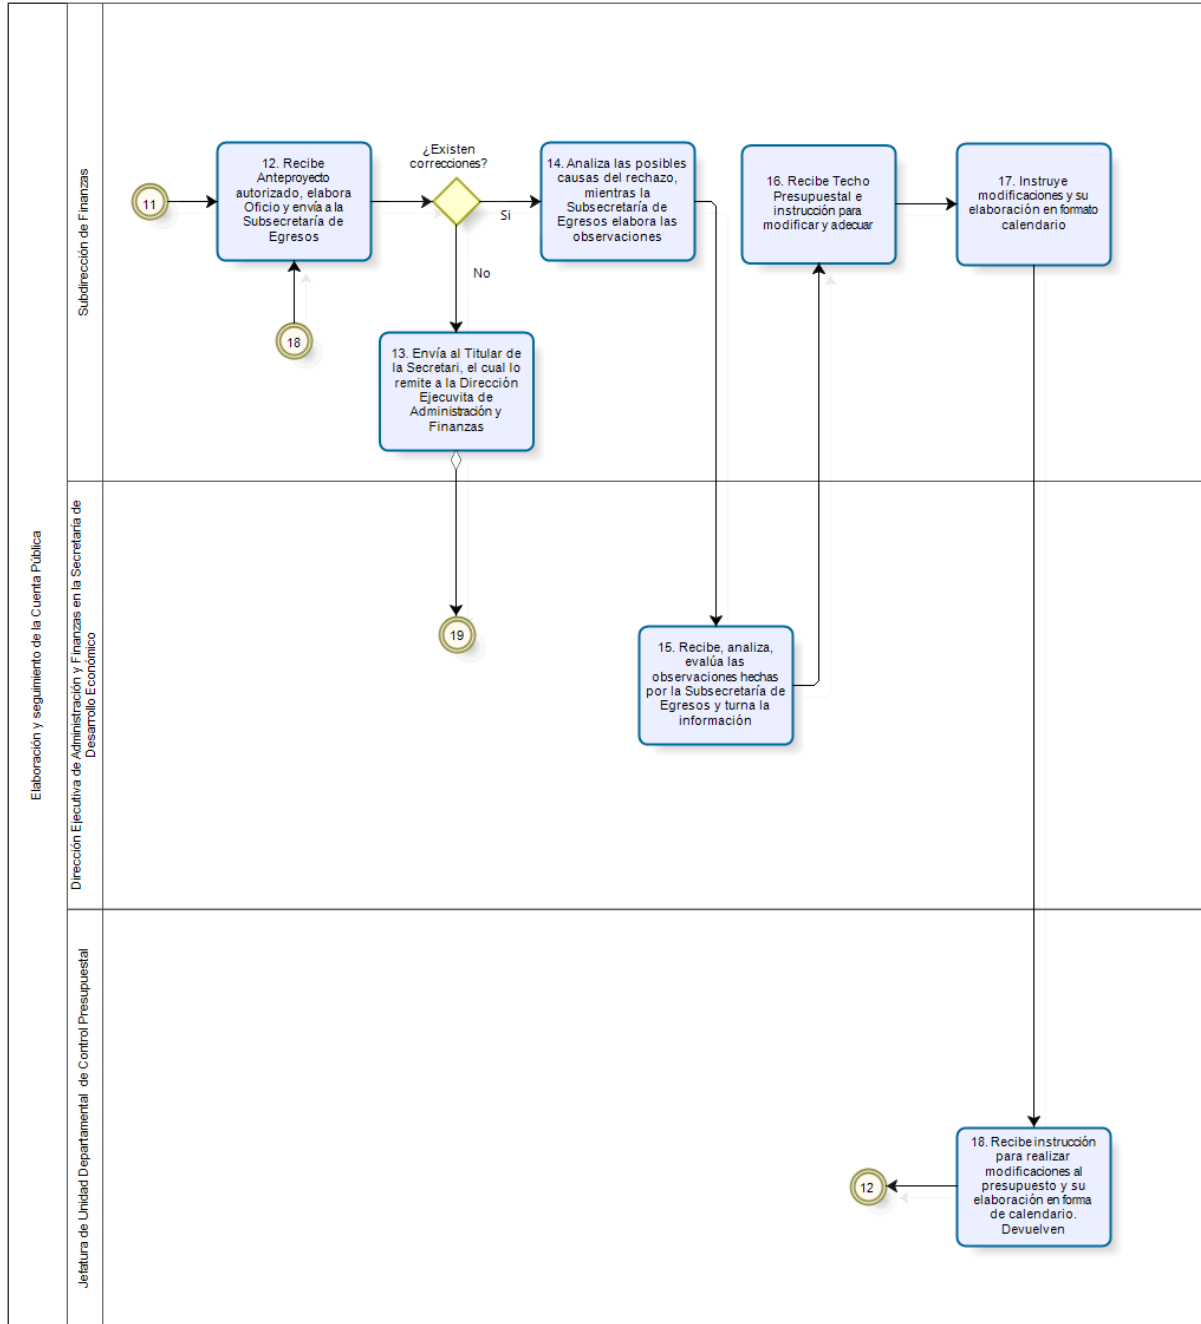 Elaboración y seguimiento de la Cuenta Pública
Subdirección de Finanzas
11
12. Recibe
Anteproyecto
autorizado, elabora
Oficio y envía a la
Subsecretaría de
Egresos
18
¿Existen
correcciones?
Si
No
13. Envía al Titular de
la Secretari, el cual lo
remite a la Dirección
Ejecuvita de
Administración y
Finanzas
14. Analiza las posibles
causas del rechazo,
mientras la
Subsecretaría de
Egresos elabora las
observaciones
16. Recibe Techo
Presupuestal e
instrucción para
modificar y adecuar
17. Instruye
modificaciones y su
elaboración en formato
calendario
Dirección Ejecutiva de Administración y Finanzas en la Secretaría de
Desarrollo Económico
19
15. Recibe, analiza,
evalúa las
observaciones hechas
por la Subsecretaría de
Egresos y turna la
información
Jefatura de Unidad Departamental de Control Presupuestal
12
18. Recibe instrucción
para realizar
modificaciones al
presupuesto y su
elaboración en forma
de calendario.
Devuelven